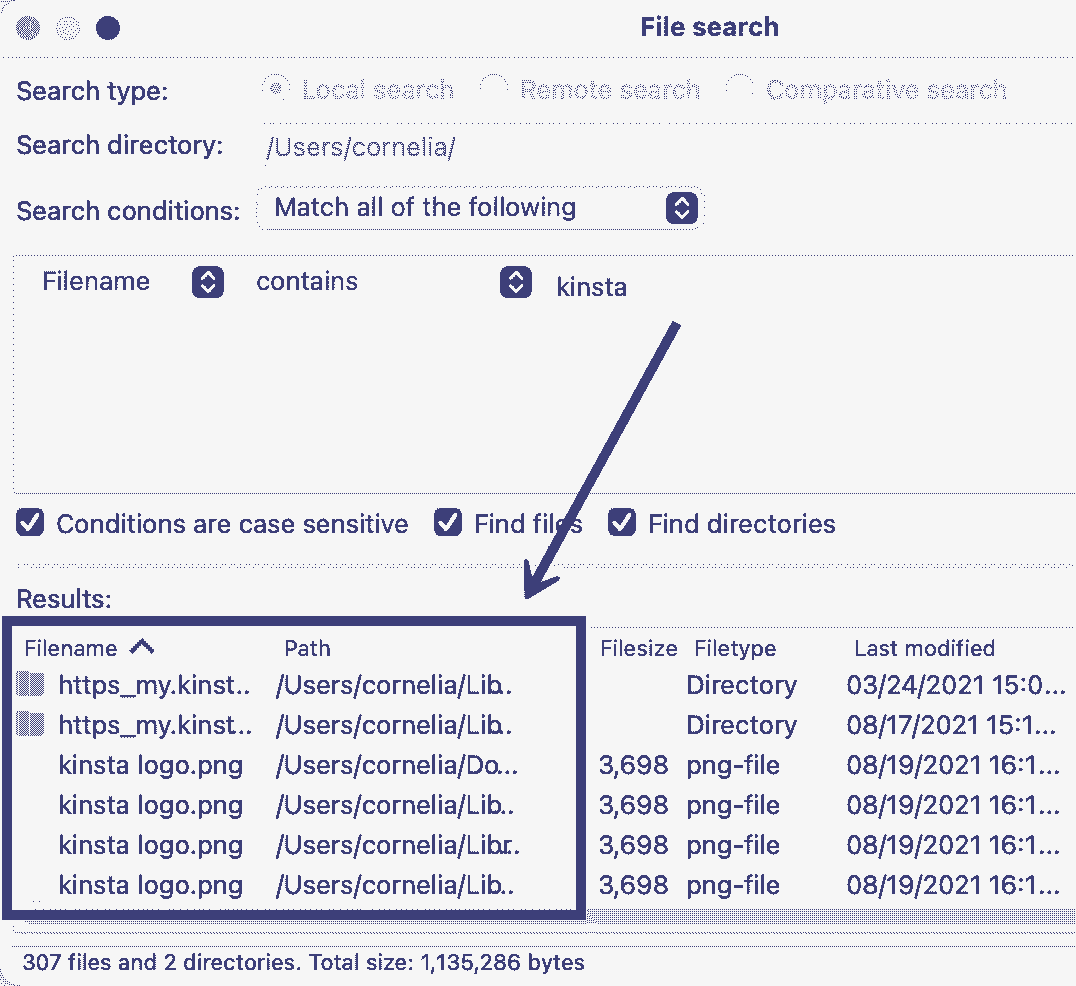 File search
Search type: Local search Remote search Comparative search
Search directory: /Users/cornelia/
Search conditions: Match all of the following
Filename contains kinsta
Conditions are case sensitive Find files Find directories
Results:
Filename Path Filesize Filetype Last modified
https_my.kinst.. /Users/cornelia/Lib.. Directory 03/24/2021 15:0...
https_my.kinst... /Users/cornelia/Lib.. Directory 08/17/2021 15:1...
kinsta logo.png /Users/cornelia/Do... 3,698 png-file 08/19/2021 16:1...
kinsta logo.png /Users/cornelia/Lib.. 3,698 png-file 08/19/2021 16:1...
kinsta logo.png /Users/cornelia/Libr.. 3,698 png-file 08/19/2021 16:1...
kinsta logo.png /Users/cornelia/Lib.. 3,698 png-file 08/19/2021 16:1...
307 files and 2 directories. Total size: 1,135,286 bytes